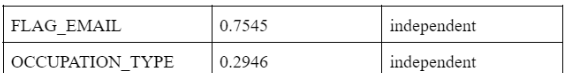 FLAG_EMAIL 0.7545 independent
OCCUPATION_TYPE 0.2946 independent